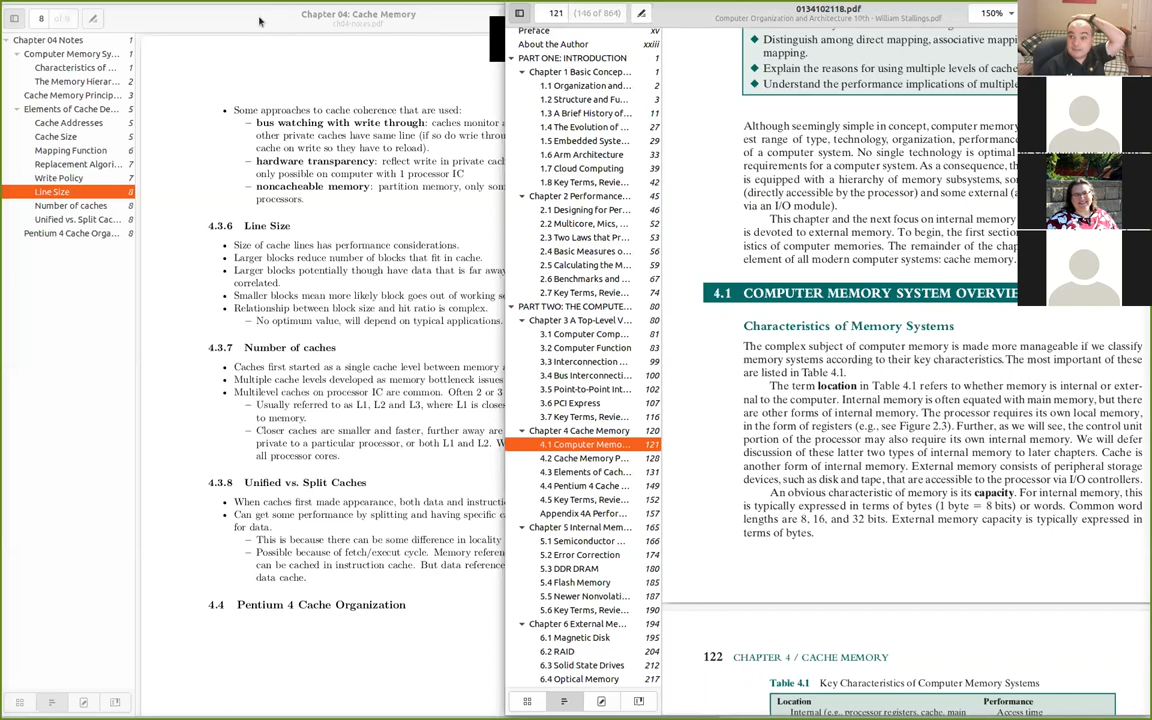 8
of 9
Chapter 04: Cache Memory
ch04-notes.pdf
Chapter 04 Notes 1
Computer Memory Sy... 1
Characteristics of ... 1
The Memory Hierar... 2
Cache Memory Princip... 3
Elements of Cache De... 5
Cache Addresses 5
Cache Size 5
Mapping Function 6
Replacement Algori... 7
Write Policy 7
Line Size 8
Number of caches 8
Unified vs. Split Cac... 8
Pentium 4 Cache Orga... 8
• Some approaches to cache coherence that are used:
– bus watching with write through: caches monitor a
other private caches have same line (if so do wrie throu
cache on write so they have to reload).
– hardware transparency: reflect write in private cach
only possible on computer with 1 processor IC
– noncacheable memory: partition memory, only som
processors.
4.3.6 Line Size
• Size of cache lines has performance considerations.
• Larger blocks reduce number of blocks that fit in cache.
• Larger blocks potentially though have data that is far away
correlated.
• Smaller blocks mean more likely block goes out of working s
• Relationship between block size and hit ratio is complex.
– No optimum value, will depend on typical applications.
4.3.7 Number of caches
• Caches first started as a single cache level between memory a
• Multiple cache levels developed as memory bottleneck issues
• Multilevel caches on processor IC are common. Often 2 or 3
– Usually referred to as L1, L2 and L3, where L1 is closes
to memory.
– Closer caches are smaller and faster, further away are
private to a particular processor, or both L1 and L2. W
all processor cores.
4.3.8 Unified vs. Split Caches
• When caches first made appearance, both data and instructi
• Can get some performance by splitting and having specific c
for data.
– This is because there can be some difference in locality
– Possible because of fetch/execut cycle. Memory referen
can be cached in instruction cache. But data reference
data cache.
4.4 Pentium 4 Cache Organization
121
(146 of 864)
0134102118.pdf
Computer Organization and Architecture 10th - William Stallings.pdf
150%
Preface xv
About the Author xxiii
PART ONE: INTRODUCTION 1
Chapter 1 Basic Concep... 1
1.1 Organization and... 2
1.2 Structure and Fu... 3
1.3 A Brief History of... 11
1.4 The Evolution of ... 27
1.5 Embedded Syste... 29
1.6 Arm Architecture 33
1.7 Cloud Computing 39
1.8 Key Terms, Revie... 42
Chapter 2 Performance... 45
2.1 Designing for Per... 46
2.2 Multicore, Mics, ... 52
2.3 Two Laws that Pr... 53
2.4 Basic Measures o... 56
2.5 Calculating the M... 59
2.6 Benchmarks and ... 67
2.7 Key Terms, Revie... 74
PART TWO: THE COMPUTE... 80
Chapter 3 A Top-Level V... 80
3.1 Computer Comp... 81
3.2 Computer Function 83
3.3 Interconnection ... 99
3.4 Bus Interconnecti... 100
3.5 Point-to-Point Int... 102
3.6 PCI Express 107
3.7 Key Terms, Revie... 116
Chapter 4 Cache Memory 120
4.1 Computer Memo... 121
4.2 Cache Memory P... 128
4.3 Elements of Cach... 131
4.4 Pentium 4 Cache ... 149
4.5 Key Terms, Revie... 152
Appendix 4A Perfor... 157
Chapter 5 Internal Mem... 165
5.1 Semiconductor ... 166
5.2 Error Correction 174
5.3 DDR DRAM 180
5.4 Flash Memory 185
5.5 Newer Nonvolati... 187
5.6 Key Terms, Revie... 190
Chapter 6 External Me... 194
6.1 Magnetic Disk 195
6.2 RAID 204
6.3 Solid State Drives 212
6.4 Optical Memory 217
◆ Distinguish among direct mapping, associative mappi
mapping.
◆ Explain the reasons for using multiple levels of cache
◆ Understand the performance implications of multiple
Although seemingly simple in concept, computer memory
est range of type, technology, organization, performance
of a computer system. No single technology is optimal
requirements for a computer system. As a consequence, th
is equipped with a hierarchy of memory subsystems, so
(directly accessible by the processor) and some external (a
via an I/O module).
This chapter and the next focus on internal memory
is devoted to external memory. To begin, the first section
istics of computer memories. The remainder of the cha
element of all modern computer systems: cache memory.
4.1 COMPUTER MEMORY SYSTEM OVERVIE
Characteristics of Memory Systems
The complex subject of computer memory is made more manageable if we classify
memory systems according to their key characteristics. The most important of these
are listed in Table 4.1.
The term location in Table 4.1 refers to whether memory is internal or exter-
nal to the computer. Internal memory is often equated with main memory, but there
are other forms of internal memory. The processor requires its own local memory,
in the form of registers (e.g., see Figure 2.3). Further, as we will see, the control unit
portion of the processor may also require its own internal memory. We will defer
discussion of these latter two types of internal memory to later chapters. Cache is
another form of internal memory. External memory consists of peripheral storage
devices, such as disk and tape, that are accessible to the processor via I/O controllers.
An obvious characteristic of memory is its capacity. For internal memory, this
is typically expressed in terms of bytes (1 byte = 8 bits) or words. Common word
lengths are 8, 16, and 32 bits. External memory capacity is typically expressed in
terms of bytes.
122 CHAPTER 4 / CACHE MEMORY
Table 4.1 Key Characteristics of Computer Memory Systems
Location Performance
Internal (e.g., processor registers, cache, main Access time